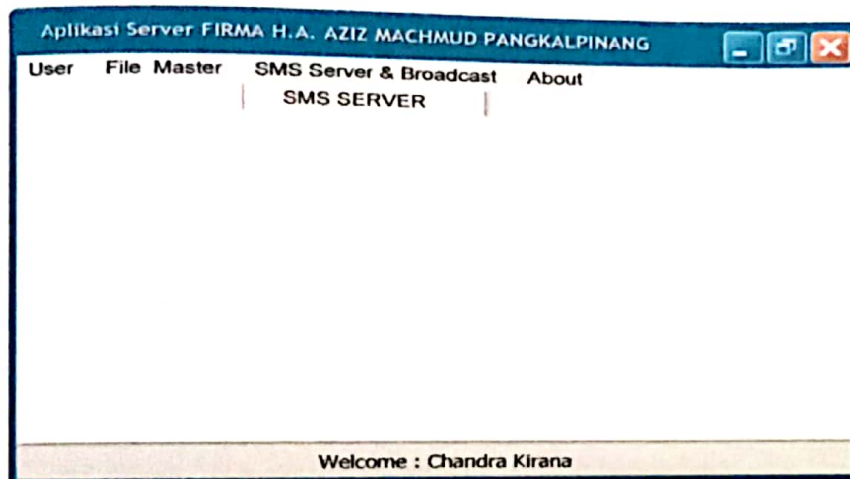 Aplikasi Server FIRMA H.A. AZIZ MACHMUD PANGKALPINANG
User File Master SMS Server & Broadcast About
SMS SERVER
Welcome : Chandra Kirana